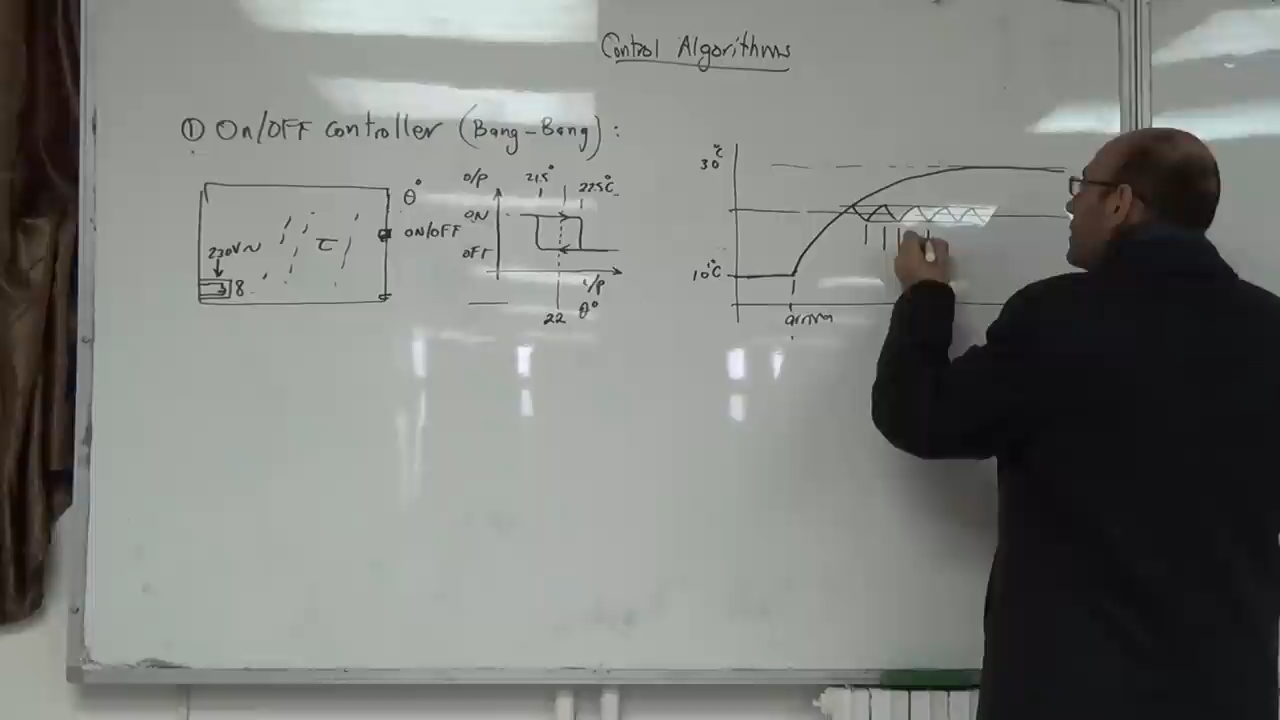 Control Algorithms
① On/OFF Controller (Bang-Bang) :
θ°
ON/OFF
230V~
τ
8
O/P
21.5°
22.5°C
ON
OFF
i/P
θ°
22
30°C
10°C